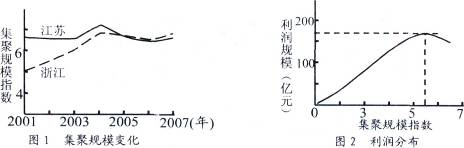 集聚规模指数
6
4
江苏
浙江
2001
2003
2005
2007(年)
图 1 集聚规模变化
利润规模(亿元)
200
100
0
3
5
7
集聚规模指数
图 2 利润分布